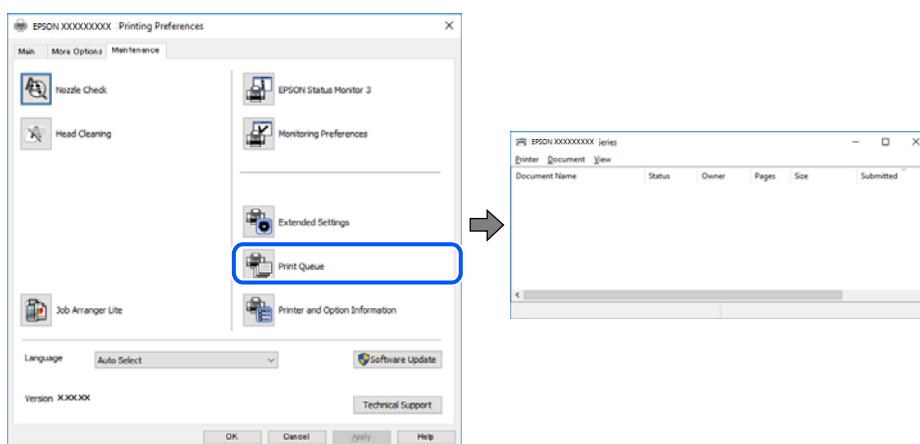 EPSON XXXXXXXXX Printing Preferences
Main More Options Maintenance
Nozzle Check
Head Cleaning
Job Arranger Lite
EPSON Status Monitor 3
Monitoring Preferences
Extended Settings
Print Queue
Printer and Option Information
Language Auto Select Software Update
Version X.XX.XX
Technical Support
OK Cancel Apply Help
EPSON XXXXXXXXX ieries
Printer Document View
Document Name Status Owner Pages Size Submitted